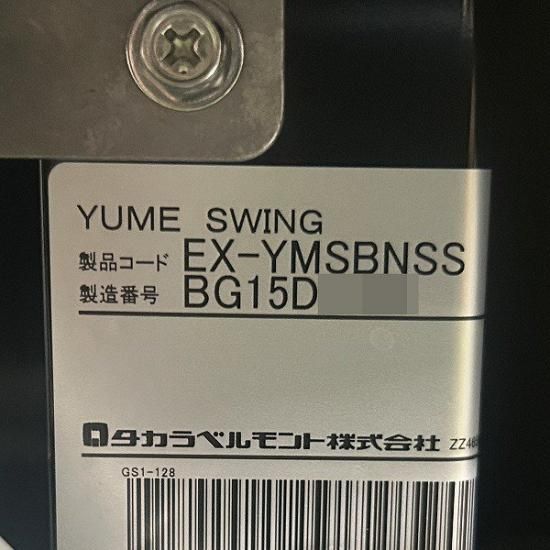 YUME SWING
製品コード EX-YMSBNSS
製造番号 BG15D
タカラベルモント株式会社 ZZ46
GS1-128